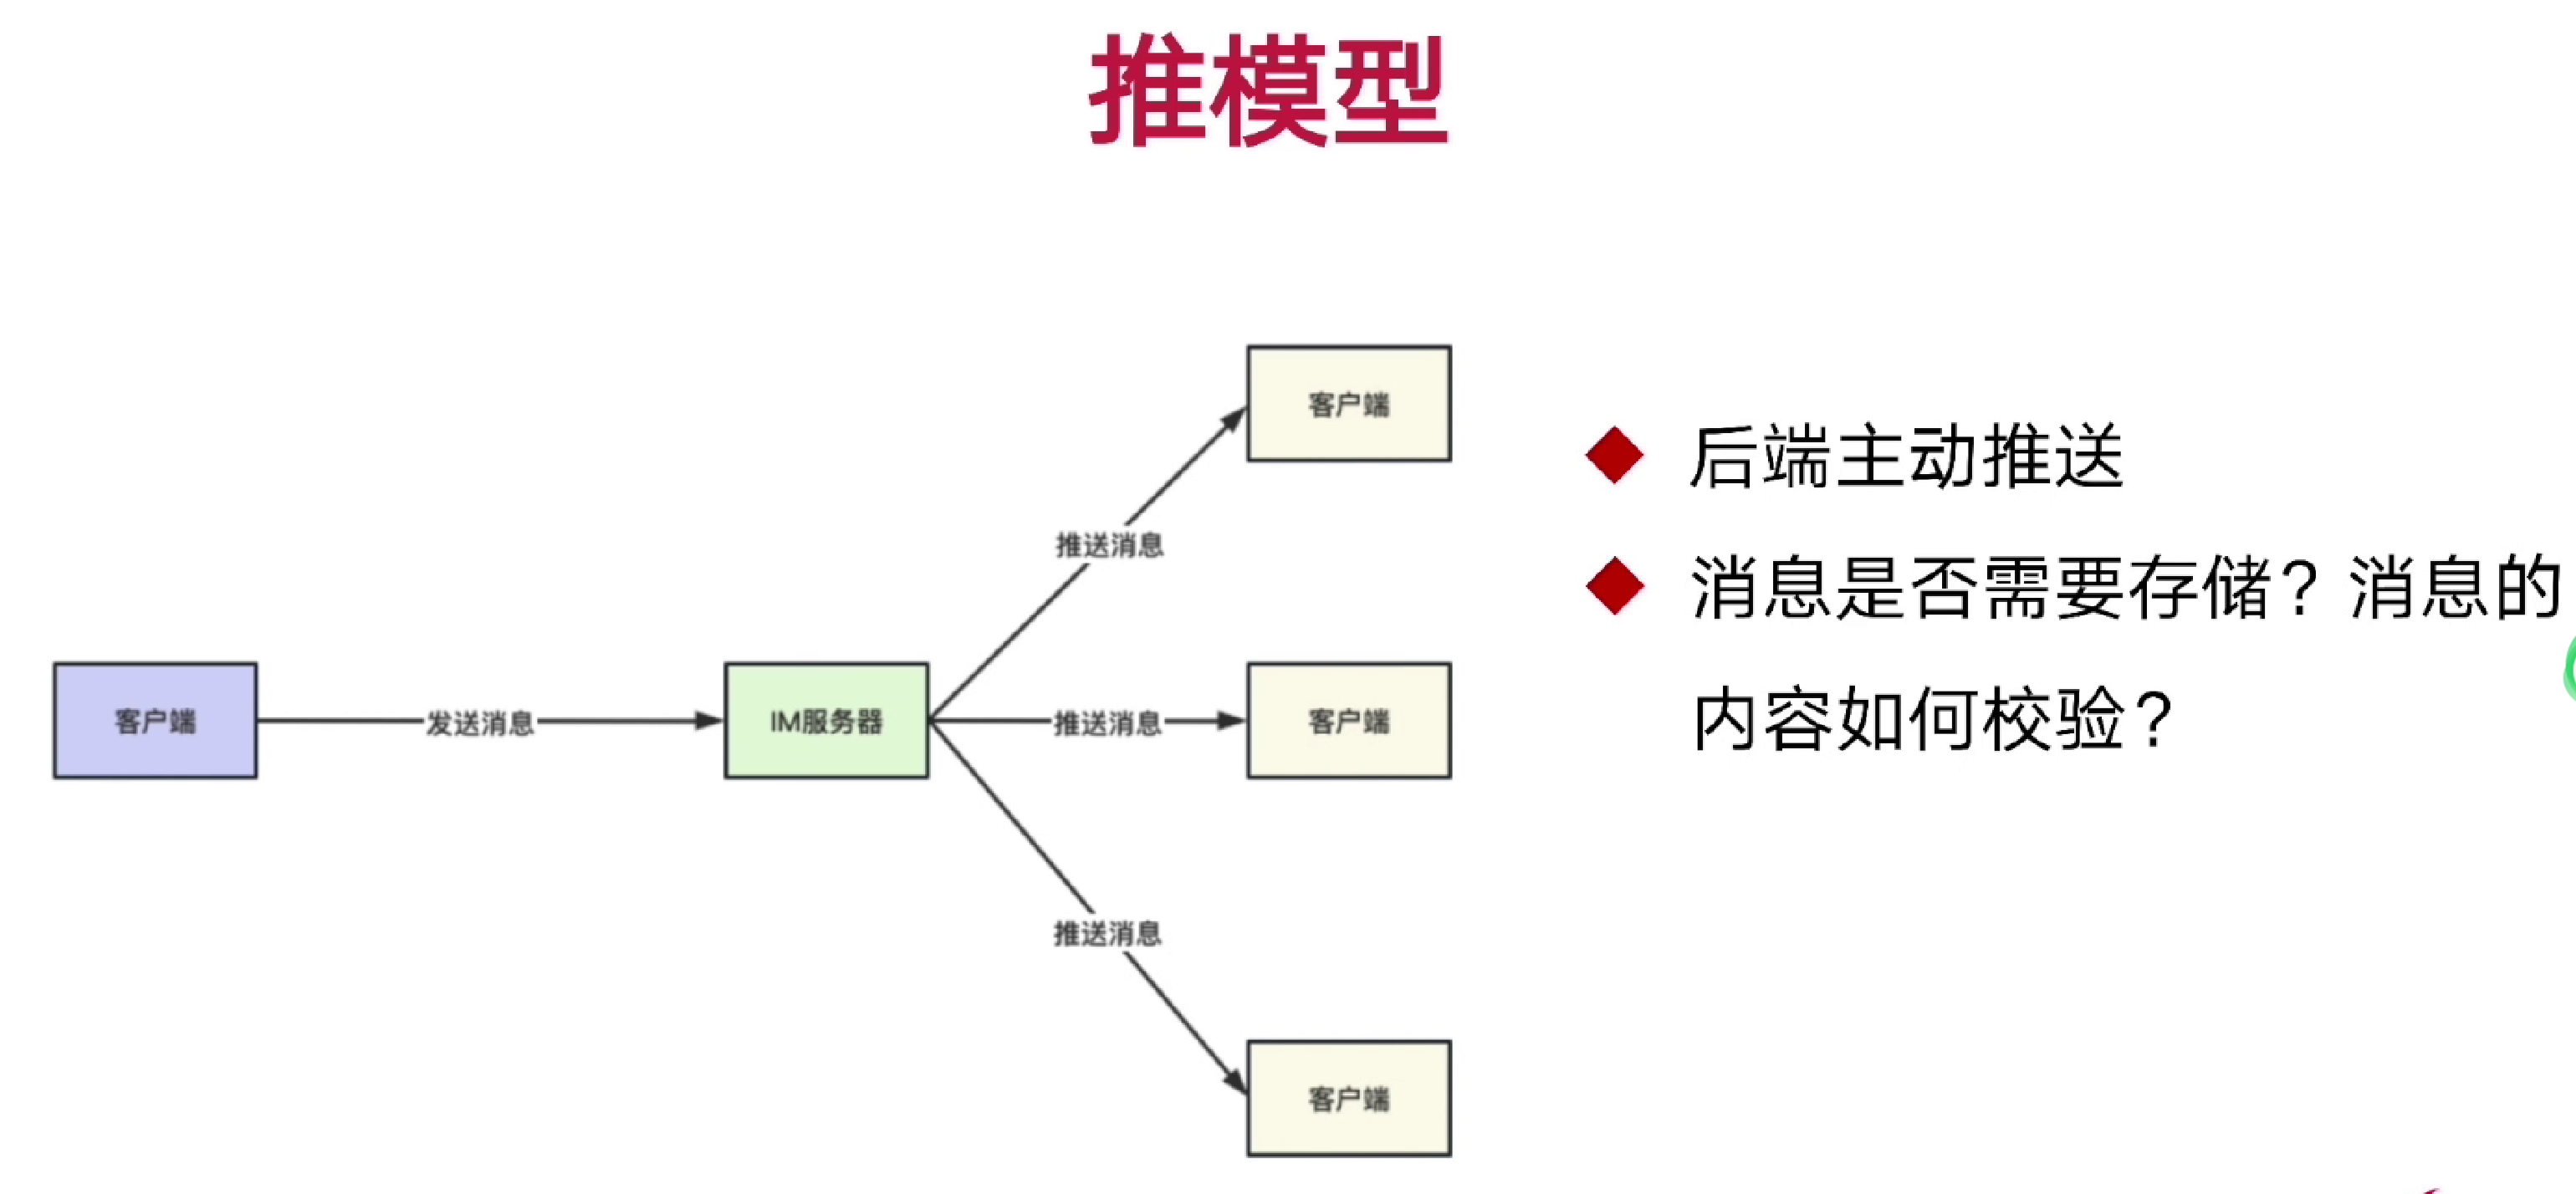 推模型
客户端
发送消息
IM服务器
推送消息
客户端
推送消息
客户端
推送消息
客户端
后端主动推送
消息是否需要存储？消息的
内容如何校验？